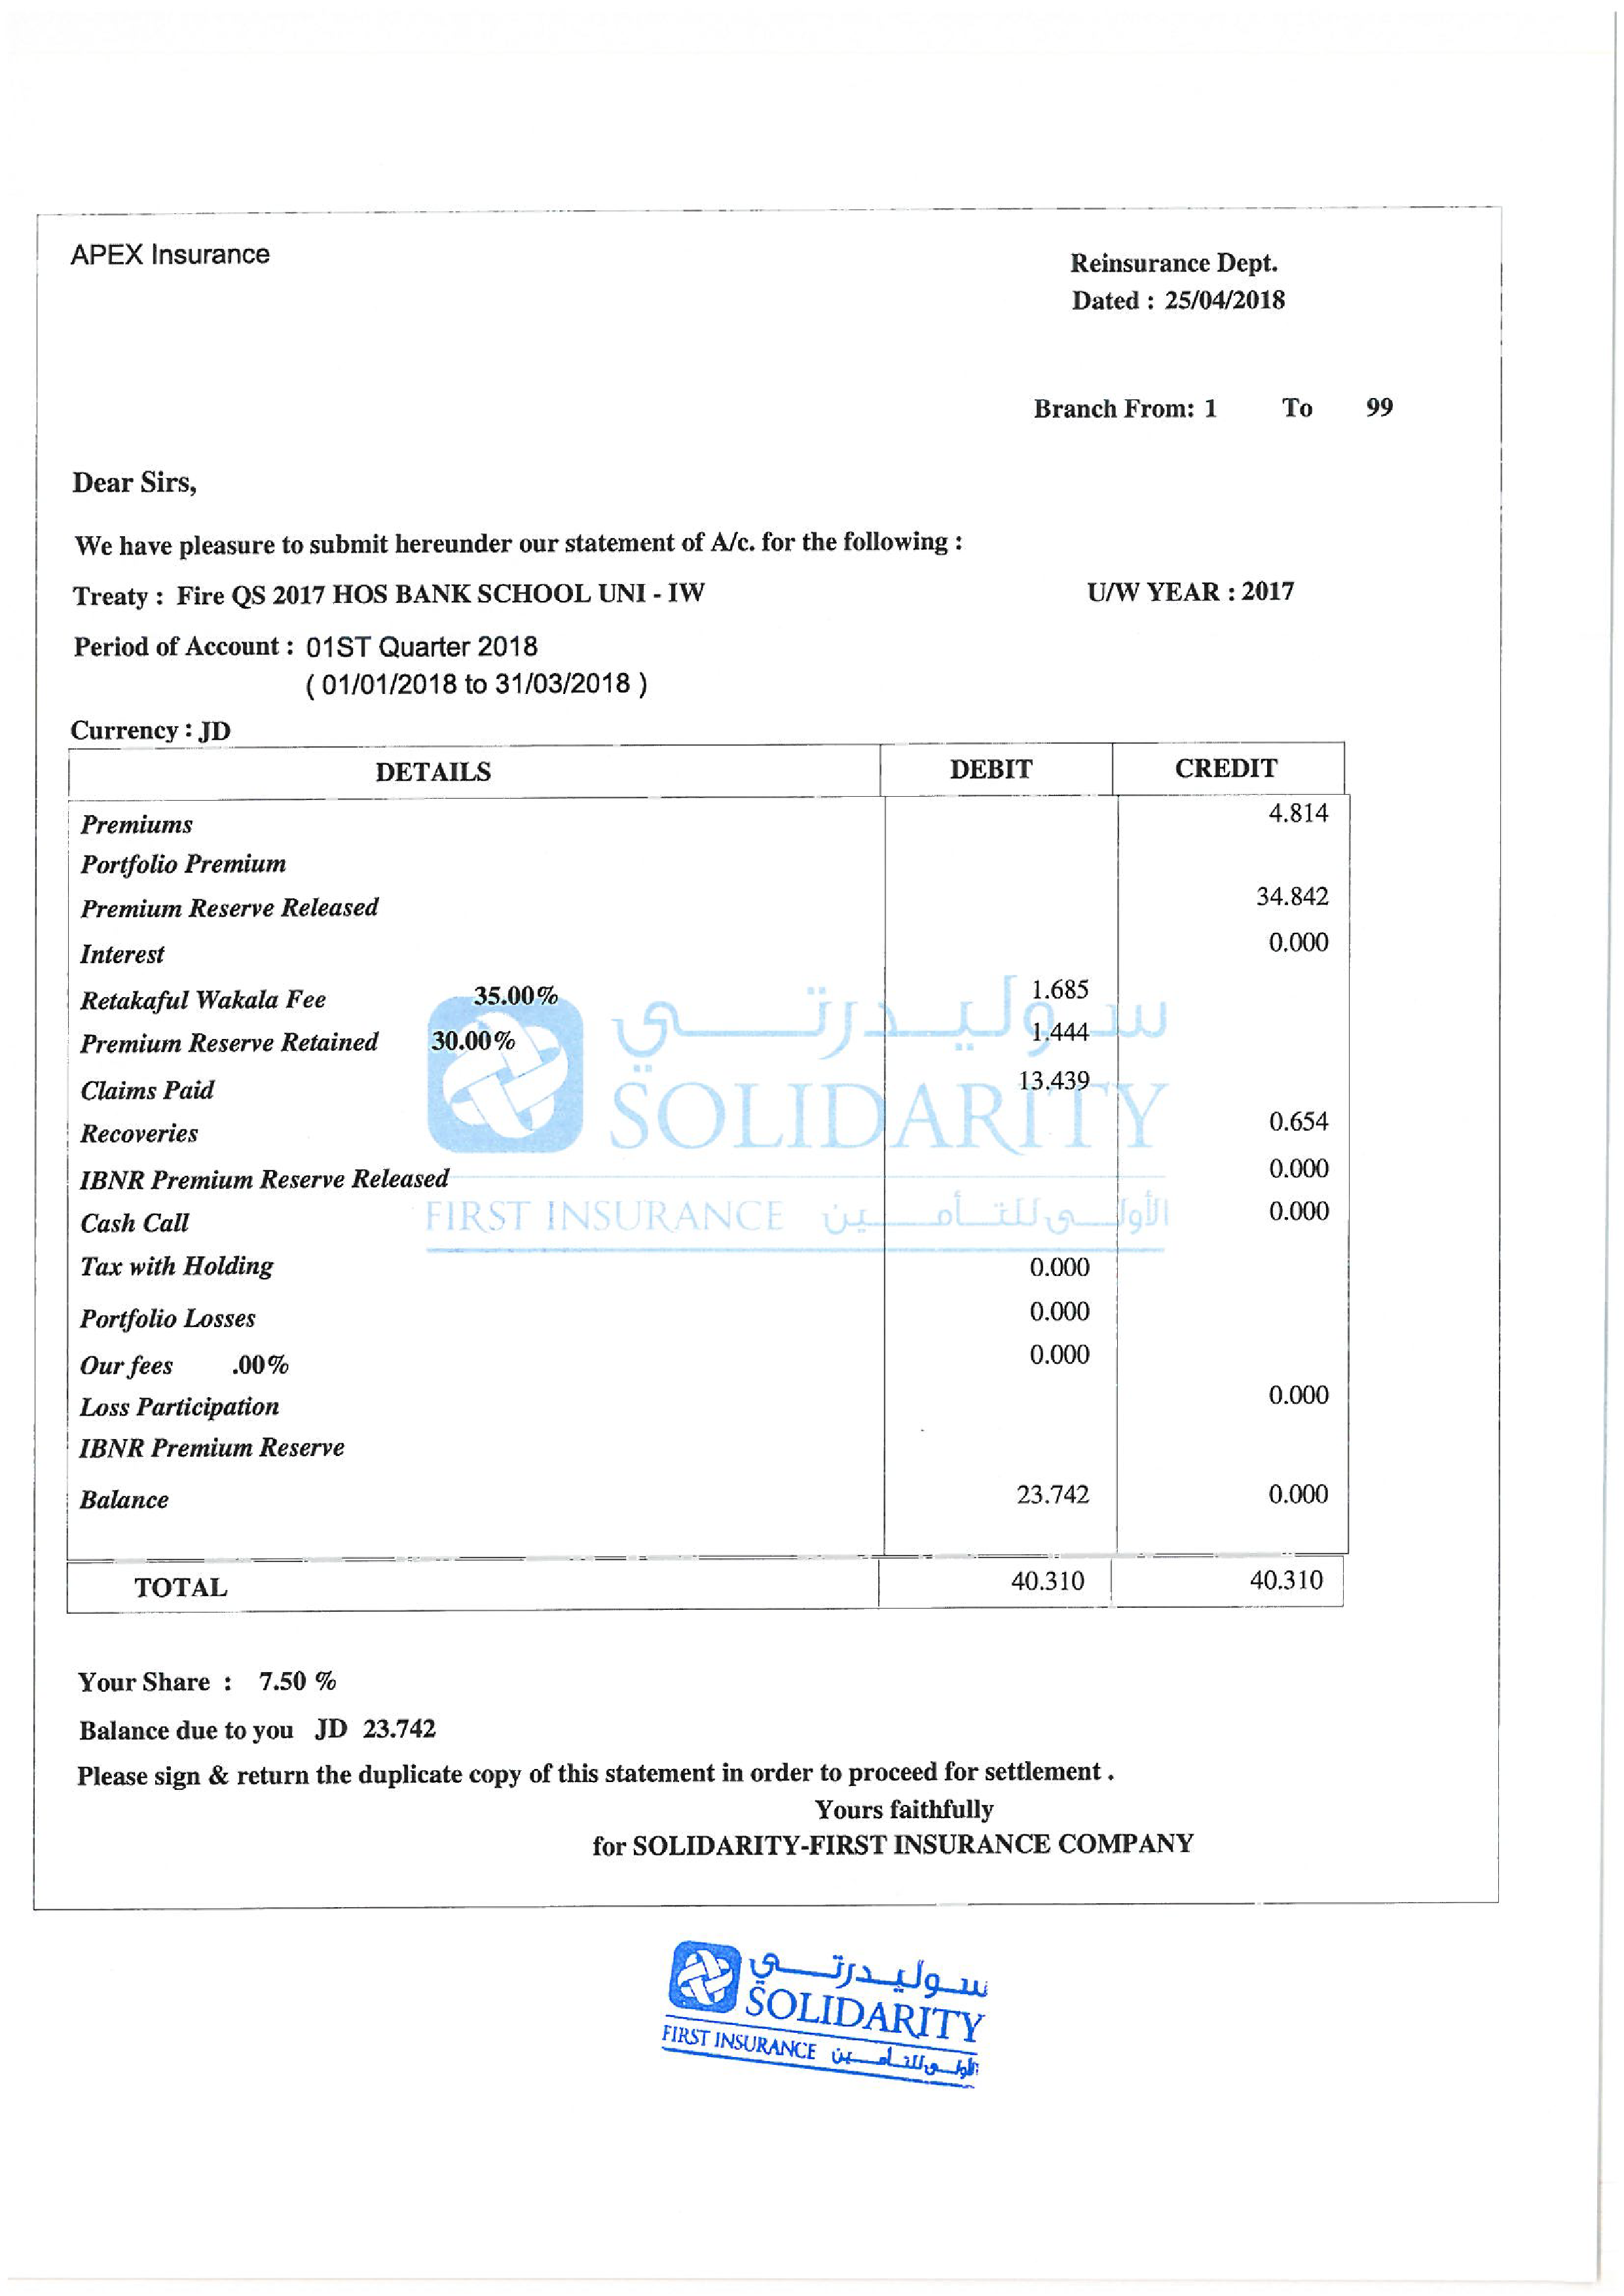 APEX Insurance
Reinsurance Dept.
Dated : 25/04/2018
Branch From: 1 To 99
Dear Sirs,
We have pleasure to submit hereunder our statement of A/c. for the following :
Treaty : Fire QS 2017 HOS BANK SCHOOL UNI - IW U/W YEAR : 2017
Period of Account : 01ST Quarter 2018
( 01/01/2018 to 31/03/2018 )
Currency : JD
DETAILS DEBIT CREDIT
Premiums 4.814
Portfolio Premium
Premium Reserve Released 34.842
Interest 0.000
Retakaful Wakala Fee 35.00% 1.685
Premium Reserve Retained 30.00% 1.444
Claims Paid 13.439
Recoveries 0.654
IBNR Premium Reserve Released 0.000
Cash Call 0.000
Tax with Holding 0.000
Portfolio Losses 0.000
Our fees .00% 0.000
Loss Participation 0.000
IBNR Premium Reserve
Balance 23.742 0.000
TOTAL 40.310 40.310
سوليدرتي
SOLIDARITY
FIRST INSURANCE الأولى للتأمين
Your Share : 7.50 %
Balance due to you JD 23.742
Please sign & return the duplicate copy of this statement in order to proceed for settlement .
Yours faithfully
for SOLIDARITY-FIRST INSURANCE COMPANY
سوليدرتي
SOLIDARITY
FIRST INSURANCE الأولى للتأمين